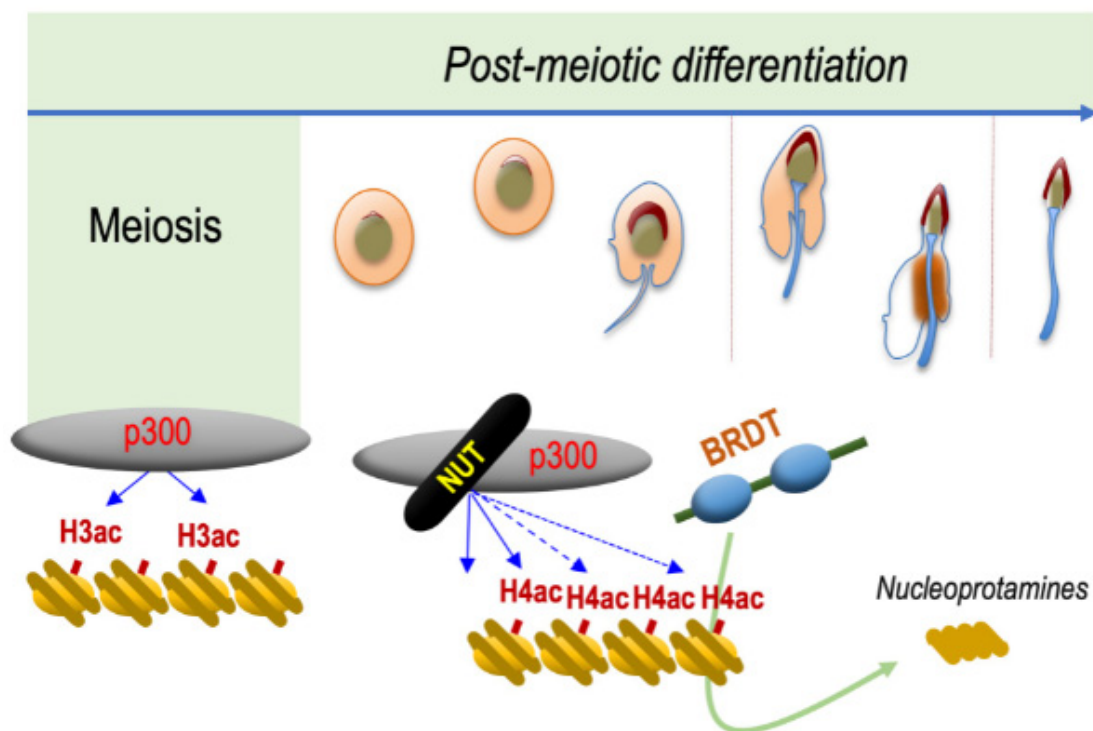 Post-meiotic differentiation
Meiosis
p300
NUT
p300
BRDT
H3ac
H3ac
H4ac
H4ac
H4ac
H4ac
Nucleoprotamines